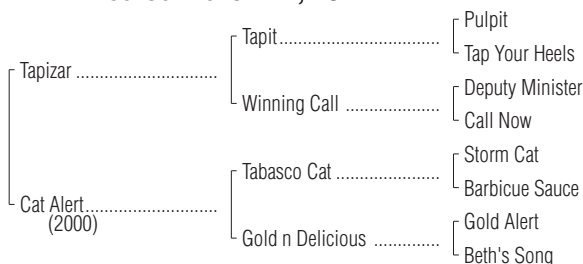 Pulpit
Tapit
Tap Your Heels
Tapizar
Deputy Minister
Winning Call
Call Now
Storm Cat
Tabasco Cat
Barbicue Sauce
Cat Alert
(2000)
Gold Alert
Gold n Delicious
Beth's Song